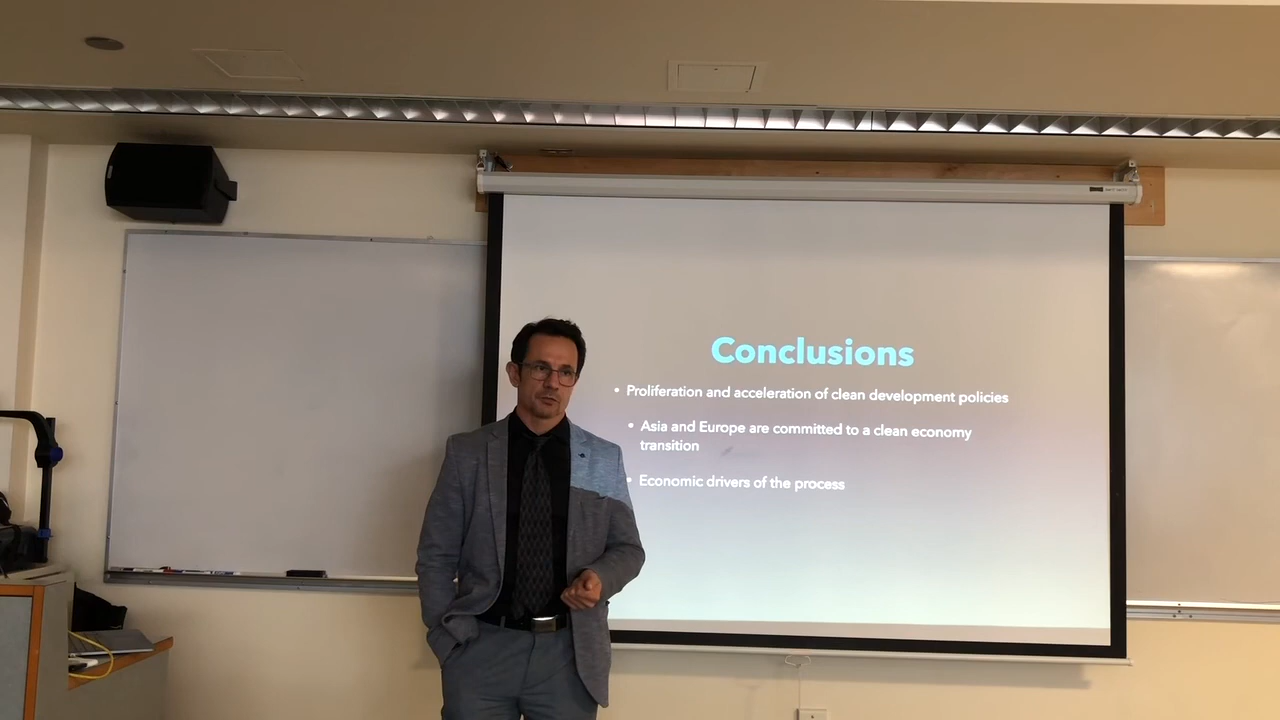 Conclusions
• Proliferation and acceleration of clean development policies
• Asia and Europe are committed to a clean economy
transition
• Economic drivers of the process